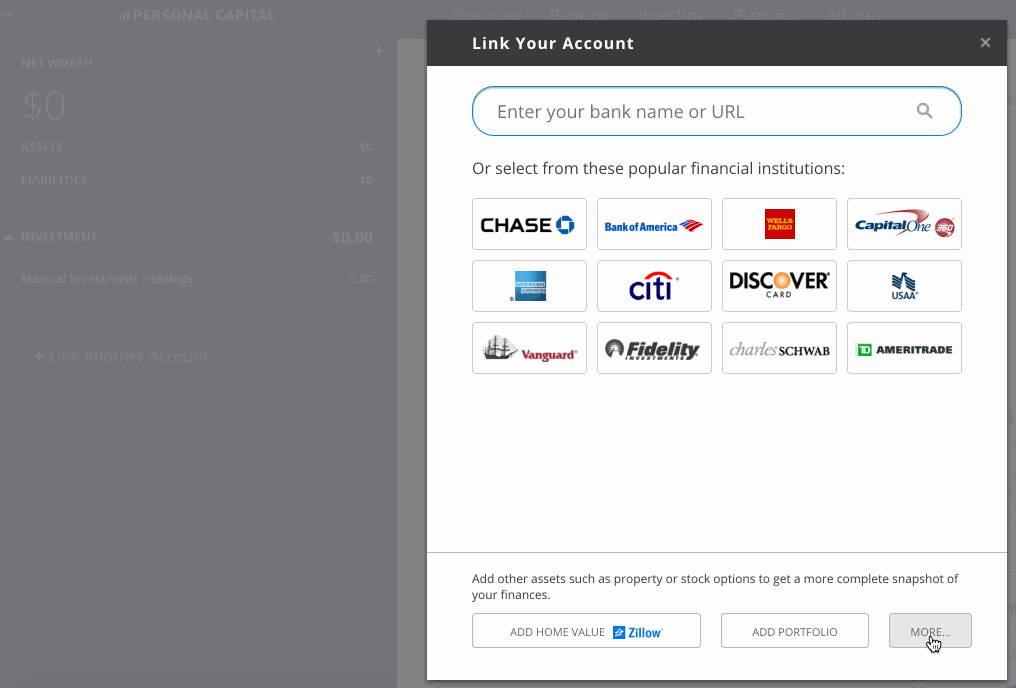 PERSONAL CAPITAL
Overview Banking Investing Planning Advice
NET WORTH
$0
ASSETS $0
LIABILITIES $0
INVESTMENT $0.00
Manual Investment Holdings 0.00
+ Link Another Account
Link Your Account
Enter your bank name or URL
Or select from these popular financial institutions:
CHASE
Bank of America
WELLS
FARGO
Capital One 360
AMERICAN
EXPRESS
citi
DISCOVER
CARD
USAA
Vanguard
Fidelity
INVESTMENTS
charles SCHWAB
TD AMERITRADE
Add other assets such as property or stock options to get a more complete snapshot of
your finances.
ADD HOME VALUE Zillow
ADD PORTFOLIO
MORE...